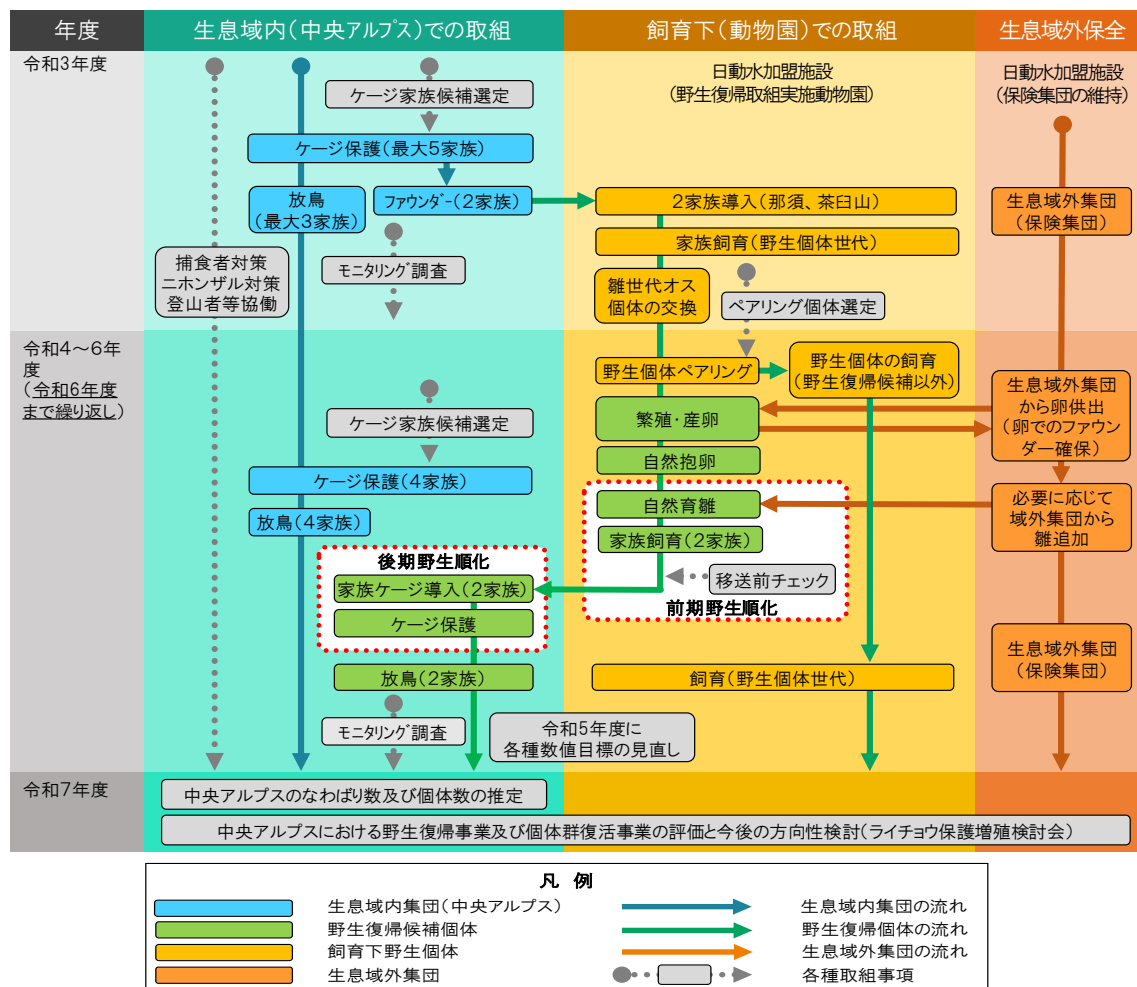 年度
生息域内(中央アルプス)での取組
飼育下(動物園)での取組
生息域外保全
令和3年度
ケージ家族候補選定
日動水加盟施設
(野生復帰取組実施動物園)
日動水加盟施設
(保険集団の維持)
ケージ保護(最大5家族)
放鳥
(最大3家族)
ファウンダー(2家族)
2家族導入(那須、茶臼山)
生息域外集団
(保険集団)
家族飼育(野生個体世代)
捕食者対策
ニホンザル対策
登山者等協働
モニタリング調査
雛世代オス
個体の交換
ペアリング個体選定
令和4~6年
度
(令和6年度
まで繰り返し)
野生個体ペアリング
野生個体の飼育
(野生復帰候補以外)
ケージ家族候補選定
繁殖・産卵
生息域外集団
から卵供出
(卵でのファウン
ダー確保)
自然抱卵
ケージ保護(4家族)
放鳥(4家族)
自然育雛
必要に応じて
域外集団から
雛追加
家族飼育(2家族)
後期野生順化
移送前チェック
家族ケージ導入(2家族)
前期野生順化
ケージ保護
放鳥(2家族)
飼育(野生個体世代)
生息域外集団
(保険集団)
モニタリング調査
令和5年度に
各種数値目標の見直し
令和7年度
中央アルプスのなわばり数及び個体数の推定
中央アルプスにおける野生復帰事業及び個体群復活事業の評価と今後の方向性検討(ライチョウ保護増殖検討会)
凡 例
生息域内集団(中央アルプス)
生息域内集団の流れ
野生復帰候補個体
野生復帰個体の流れ
飼育下野生個体
生息域外集団の流れ
生息域外集団
各種取組事項